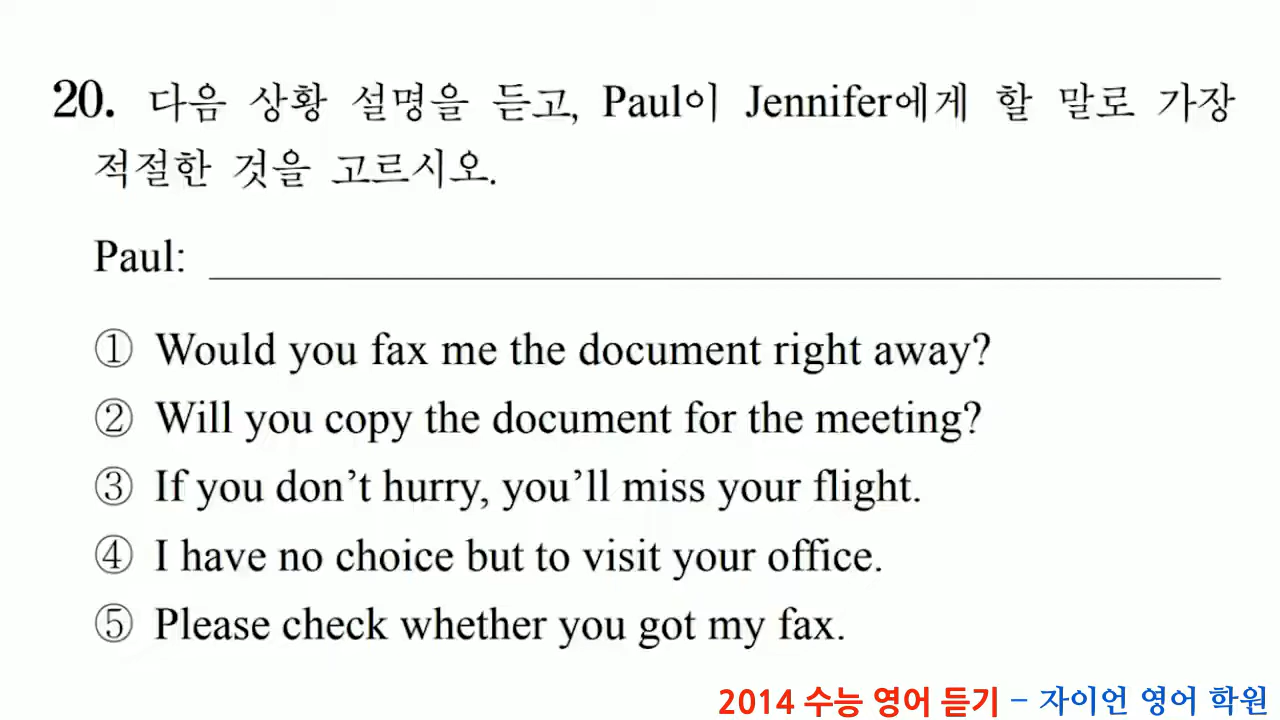 20. 다음 상황 설명을 듣고, Paul이 Jennifer에게 할 말로 가장
적절한 것을 고르시오.
Paul:
① Would you fax me the document right away?
② Will you copy the document for the meeting?
③ If you don't hurry, you'll miss your flight.
④ I have no choice but to visit your office.
⑤ Please check whether you got my fax.
2014 수능 영어 듣기 - 자이언 영어 학원